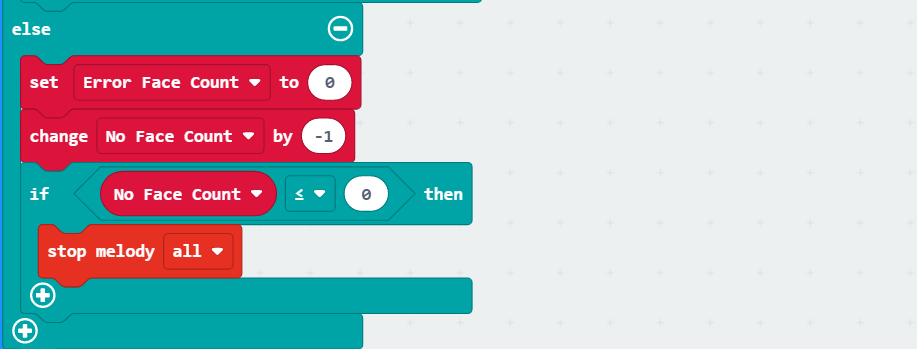 else
set Error Face Count to 0
change No Face Count by -1
if No Face Count ≤ 0 then
stop melody all